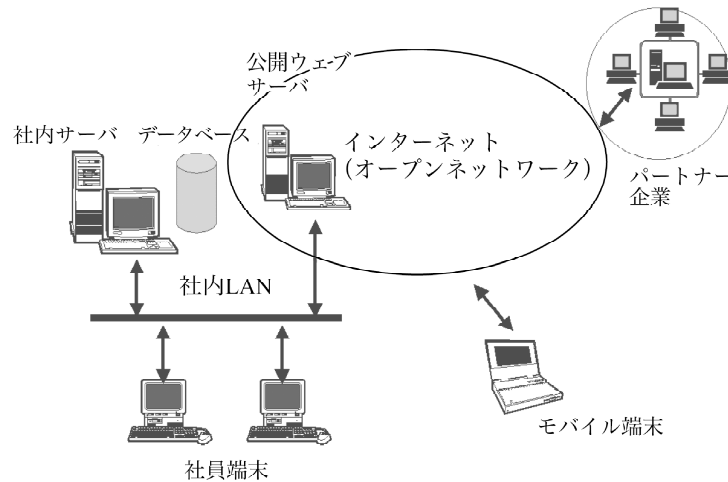 公開ウェブ
サーバ
社内サーバ
データベース
インターネット
(オープンネットワーク)
パートナー
企業
社内LAN
モバイル端末
社員端末